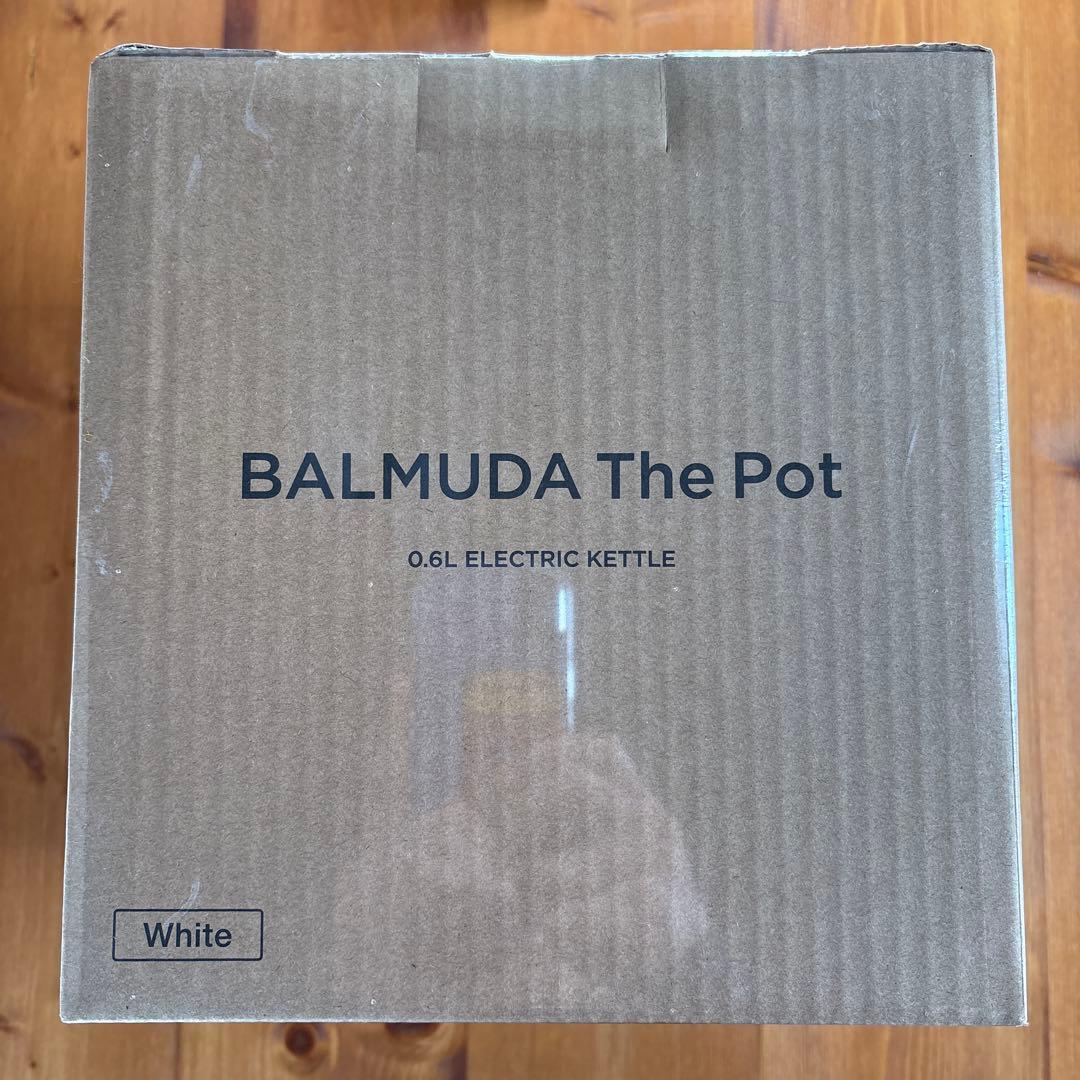 BALMUDA The Pot
0.6L ELECTRIC KETTLE
White